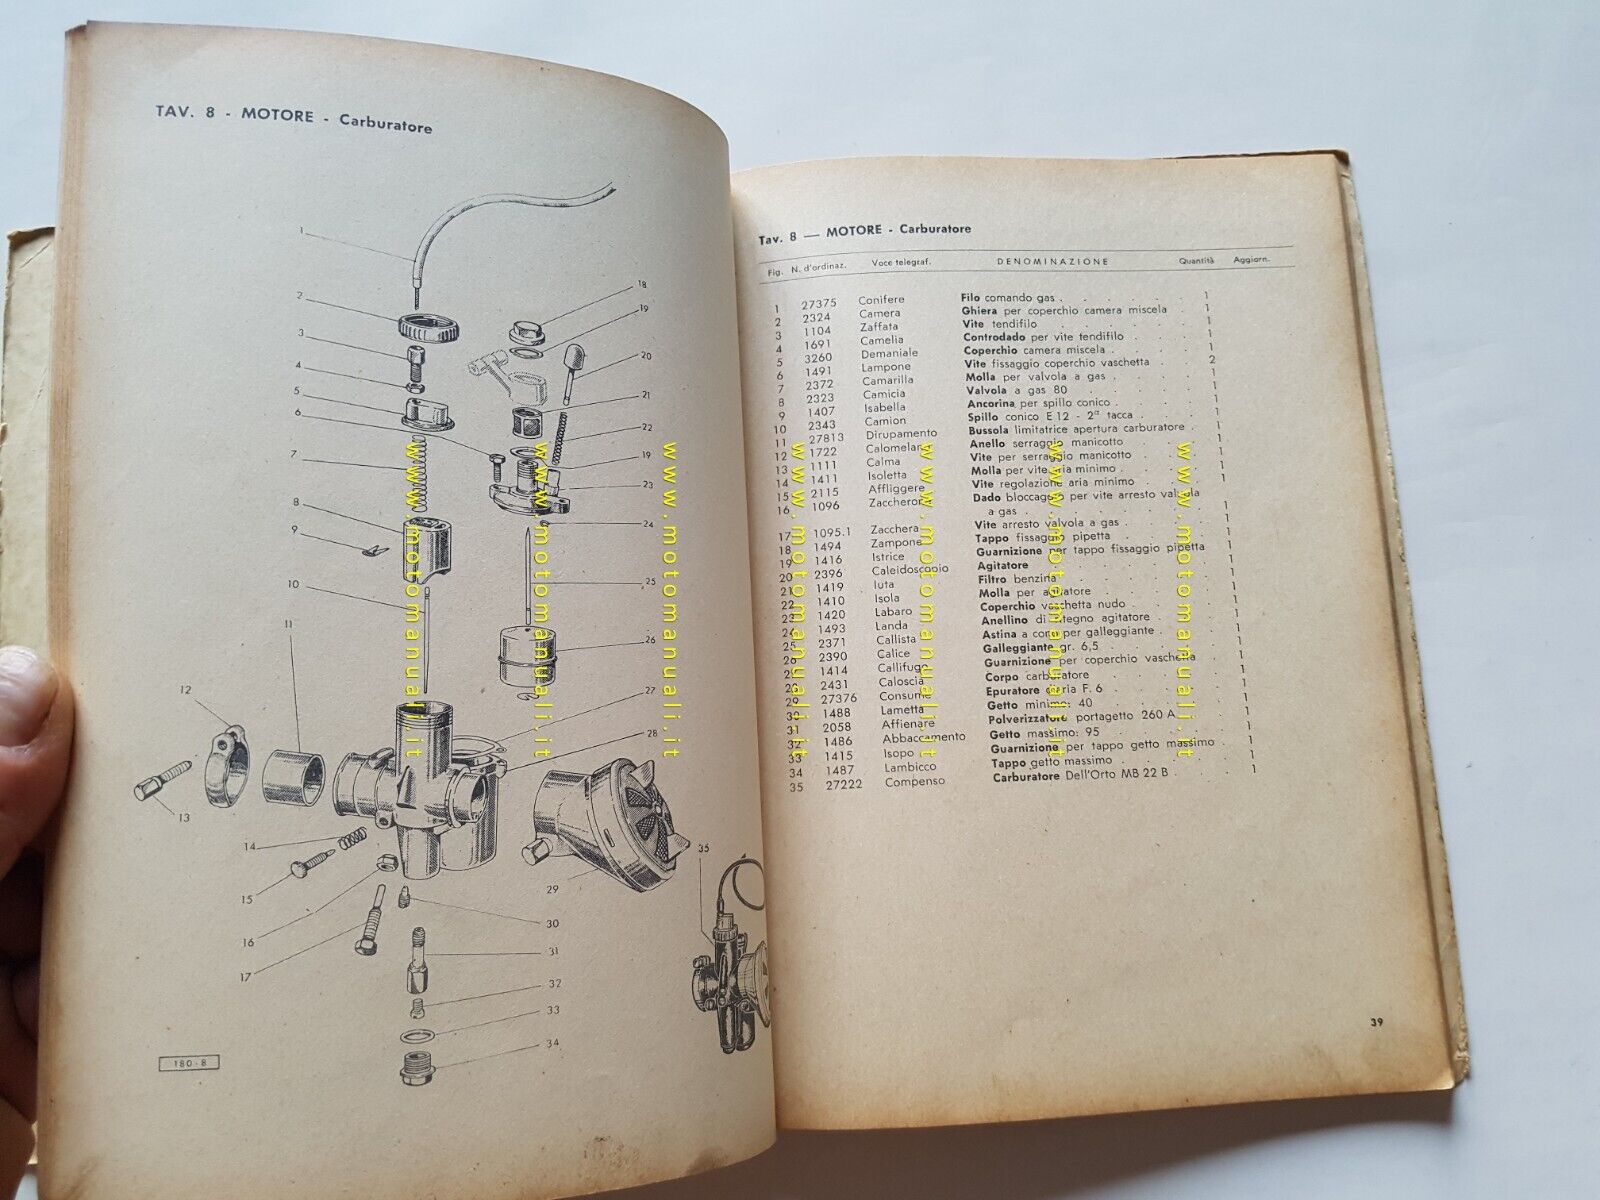 TAV. 8 - MOTORE - Carburatore
1
2
3
4
5
6
7
8
9
10
11
12
13
14
15
16
17
18
19
20
21
22
19
23
24
25
26
27
28
29
30
31
32
33
34
35
180-8
Tav. 8 — MOTORE - Carburatore
Fig. N. d'ordinaz. Voce telegraf. DENOMINAZIONE Quantità Aggiorn.
1 27375 Conifere Filo comando gas 1
2 2324 Camera Ghiera per coperchio camera miscela 1
3 1104 Zaffata Vite tendifilo 1
4 1691 Camelia Controdado per vite tendifilo 1
5 3260 Demaniale Coperchio camera miscela 1
6 1491 Lampone Vite fissaggio coperchio vaschetta 2
7 2372 Camarilla Molla per valvola a gas 1
8 2323 Camicia Valvola a gas 80 1
9 1407 Isabella Ancorina per spillo conico 1
10 2343 Camion Spillo conico E 12 - 2ª tacca 1
11 27813 Dirupamento Bussola limitatrice apertura carburatore 1
12 1722 Calomelano Anello serraggio manicotto 1
13 1111 Calma Vite per serraggio manicotto 1
14 1411 Isoletta Molla per vite aria minimo 1
15 2115 Affliggere Vite regolazione aria minimo 1
16 1096 Zaccherone Dado bloccaggio per vite arresto valvola
a gas 1
17 1095.1 Zacchera Vite arresto valvola a gas 1
18 1494 Zampone Tappo fissaggio pipetta 1
19 1416 Istrice Guarnizione per tappo fissaggio pipetta 1
20 2396 Caleidoscopio Agitatore 1
21 1419 Iuta Filtro benzina 1
22 1410 Isola Molla per agitatore 1
23 1420 Labaro Coperchio vaschetta nudo 1
24 1493 Landa Anellino di ritegno agitatore 1
25 2371 Callista Astina a cono per galleggiante 1
26 2390 Calice Galleggiante gr. 6,5 1
27 1414 Callifugo Guarnizione per coperchio vaschetta 1
28 2431 Caloscia Corpo carburatore 1
29 27376 Consumè Epuratore d'aria F. 6 1
30 1488 Lametta Getto minimo: 40 1
31 2058 Affienare Polverizzatore portagetto 260 A 1
32 1486 Abbaccamento Getto massimo: 95 1
33 1415 Isopo Guarnizione per tappo getto massimo 1
34 1487 Lambicco Tappo getto massimo 1
35 27222 Compenso Carburatore Dell'Orto MB 22 B 1
39
www.motomanuali.it
www.motomanuali.it
www.motomanuali.it
www.motomanuali.it
www.motomanuali.it
www.motomanuali.it
www.motomanuali.it